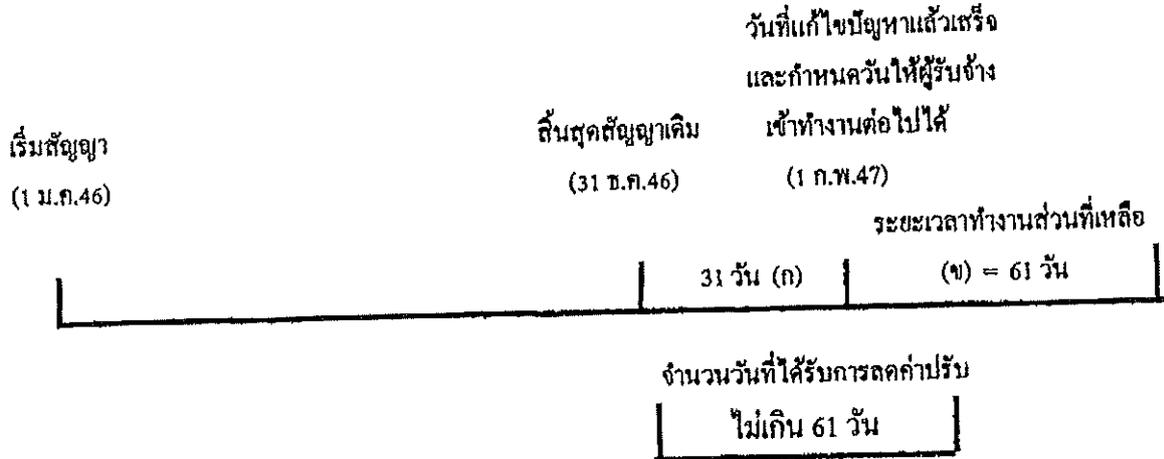 วันที่แก้ไขปัญหาแล้วเสร็จ
และกำหนดวันให้ผู้รับจ้าง
เริ่มสัญญา
สิ้นสุดสัญญาเดิม
เข้าทำงานต่อไปได้
(1 ม.ค.46)
(31 ธ.ค.46)
(1 ก.พ.47)
ระยะเวลาทำงานส่วนที่เหลือ
31 วัน (ก)
(ข) = 61 วัน
จำนวนวันที่ได้รับการลดค่าปรับ
ไม่เกิน 61 วัน